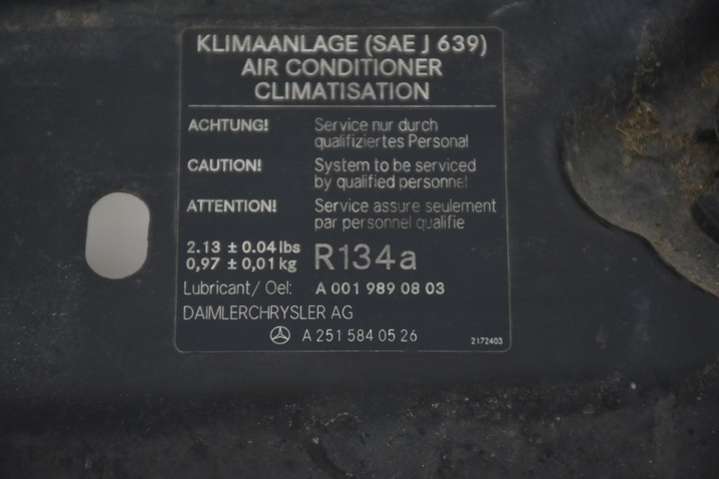 KLIMAANLAGE (SAE J 639)
AIR CONDITIONER
CLIMATISATION
ACHTUNG! Service nur durch
qualifiziertes Personal
CAUTION! System to be serviced
by qualified personnel
ATTENTION! Service assure seulement
par personnel qualifie
2.13 ± 0.04 lbs
0,97 ± 0,01 kg R134a
Lubricant/ Oel: A 001 989 08 03
DAIMLERCHRYSLER AG
A 251 584 05 26 2172403